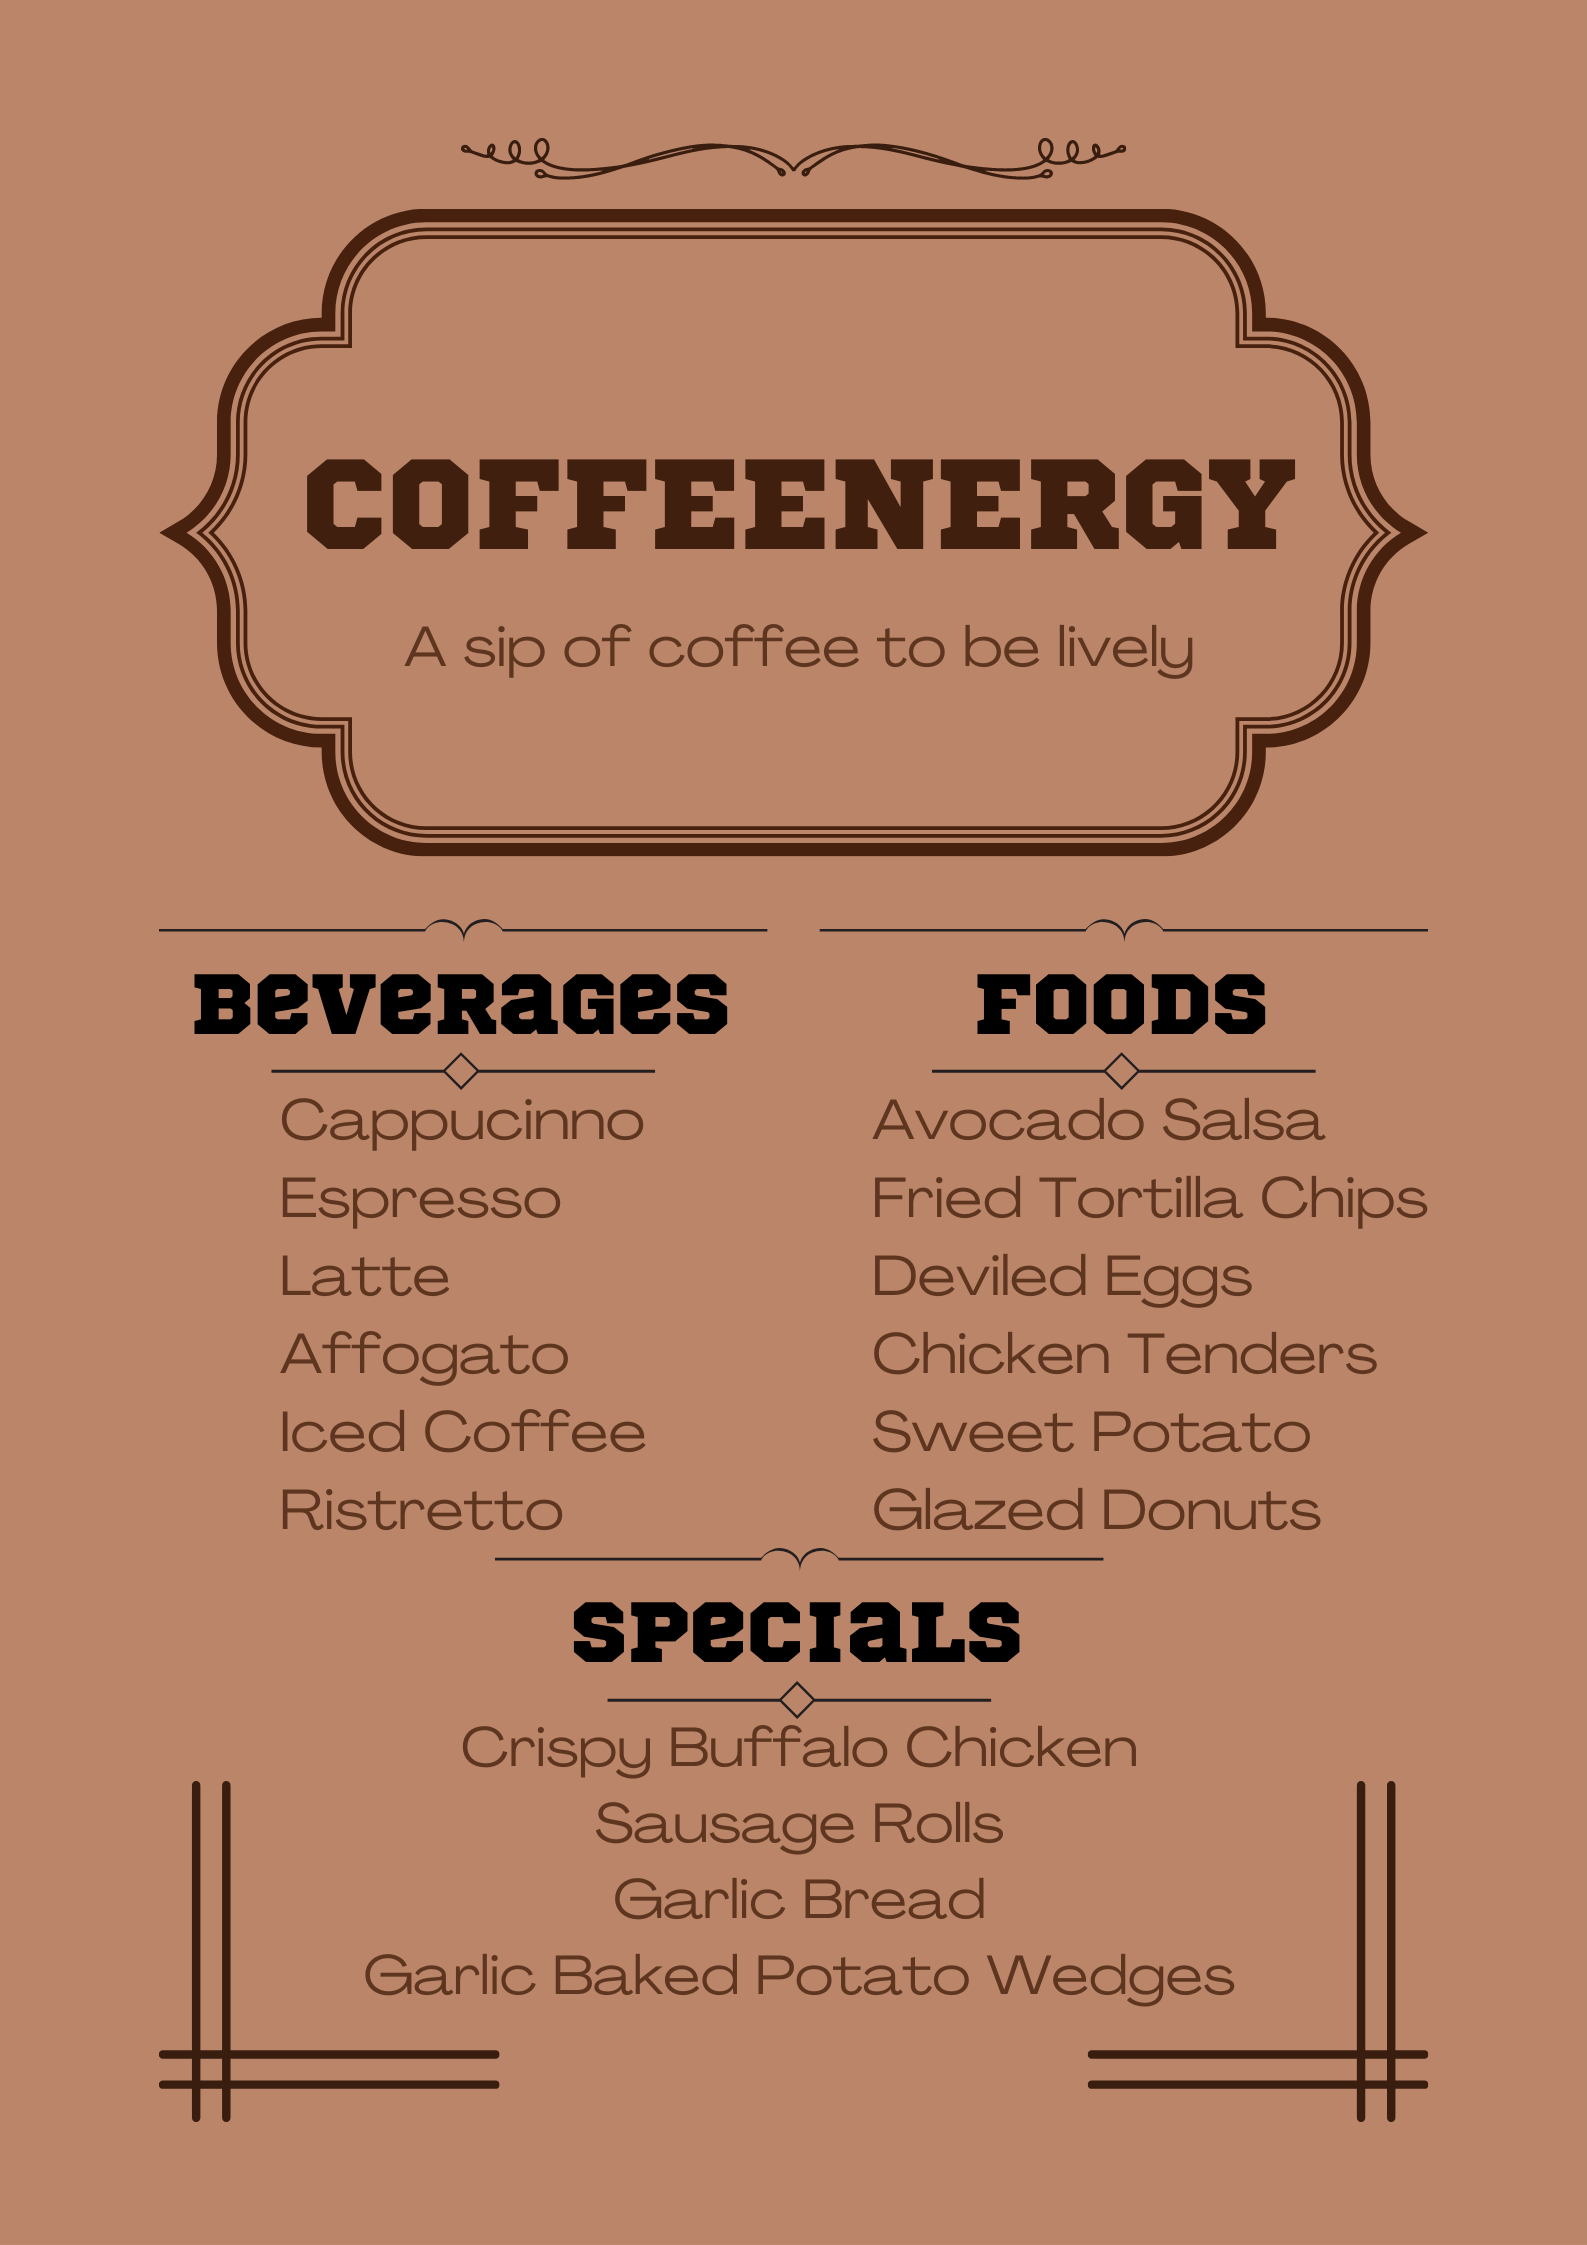 COFFEENERGY
A sip of coffee to be lively
Beverages
Cappucinno
Espresso
Latte
Affogato
Iced Coffee
Ristretto
Foods
Avocado Salsa
Fried Tortilla Chips
Deviled Eggs
Chicken Tenders
Sweet Potato
Glazed Donuts
Specials
Crispy Buffalo Chicken
Sausage Rolls
Garlic Bread
Garlic Baked Potato Wedges